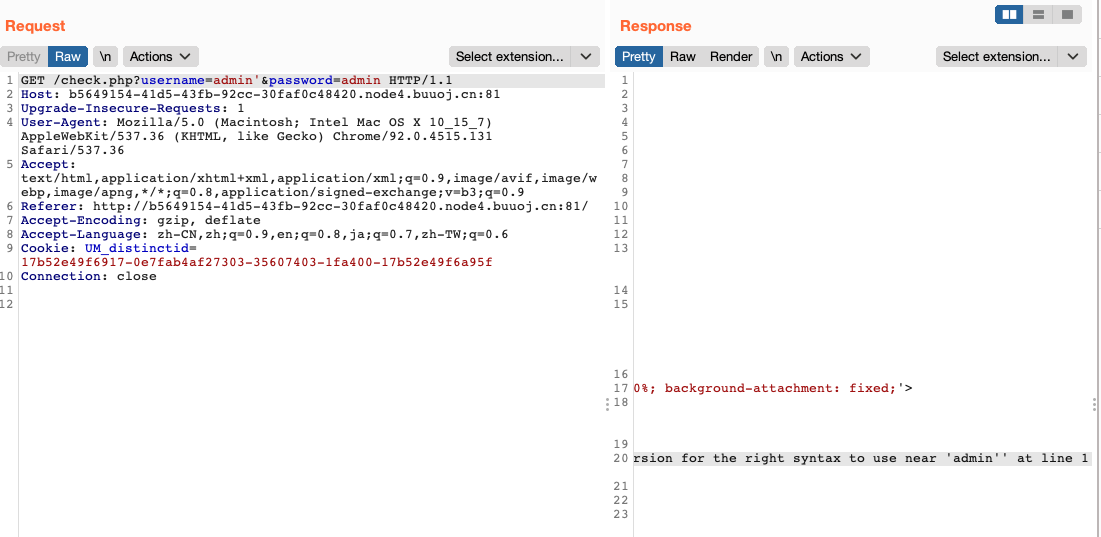 Request
Pretty Raw \n Actions Select extension...
1 GET /check.php?username=admin'&password=admin HTTP/1.1
2 Host: b5649154-41d5-43fb-92cc-30faf0c48420.node4.buuoj.cn:81
3 Upgrade-Insecure-Requests: 1
4 User-Agent: Mozilla/5.0 (Macintosh; Intel Mac OS X 10_15_7)
AppleWebKit/537.36 (KHTML, like Gecko) Chrome/92.0.4515.131
Safari/537.36
5 Accept:
text/html,application/xhtml+xml,application/xml;q=0.9,image/avif,image/w
ebp,image/apng,*/*;q=0.8,application/signed-exchange;v=b3;q=0.9
6 Referer: http://b5649154-41d5-43fb-92cc-30faf0c48420.node4.buuoj.cn:81/
7 Accept-Encoding: gzip, deflate
8 Accept-Language: zh-CN,zh;q=0.9,en;q=0.8,ja;q=0.7,zh-TW;q=0.6
9 Cookie: UM_distinctid=
17b52e49f6917-0e7fab4af27303-35607403-1fa400-17b52e49f6a95f
10 Connection: close
11
12
Response
Pretty Raw Render \n Actions Select extension...
1
2
3
4
5
6
7
8
9
10
11
12
13
14
15
16
17 0%; background-attachment: fixed;'>
18
19
20 rsion for the right syntax to use near 'admin'' at line 1
21
22
23